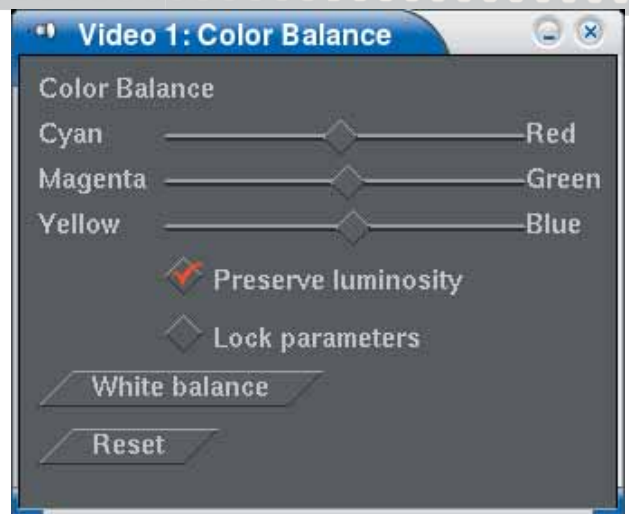 Video 1: Color Balance
Color Balance
Cyan Red
Magenta Green
Yellow Blue
Preserve luminosity
Lock parameters
White balance
Reset